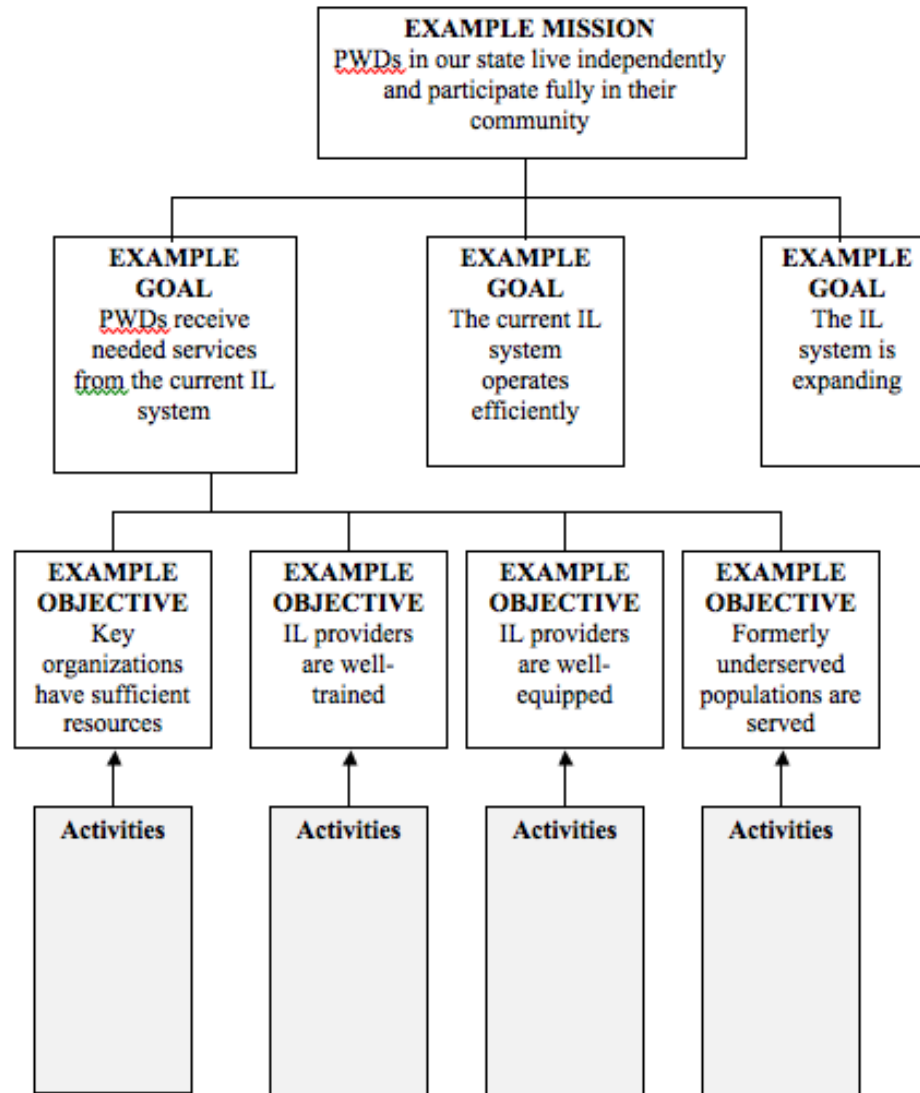 EXAMPLE MISSION
PWDs in our state live independently
and participate fully in their
community
EXAMPLE
GOAL
PWDs receive
needed services
from the current IL
system
EXAMPLE
GOAL
The current IL
system
operates
efficiently
EXAMPLE
GOAL
The IL
system is
expanding
EXAMPLE
OBJECTIVE
Key
organizations
have sufficient
resources
EXAMPLE
OBJECTIVE
IL providers
are well-
trained
EXAMPLE
OBJECTIVE
IL providers
are well-
equipped
EXAMPLE
OBJECTIVE
Formerly
underserved
populations are
served
Activities
Activities
Activities
Activities